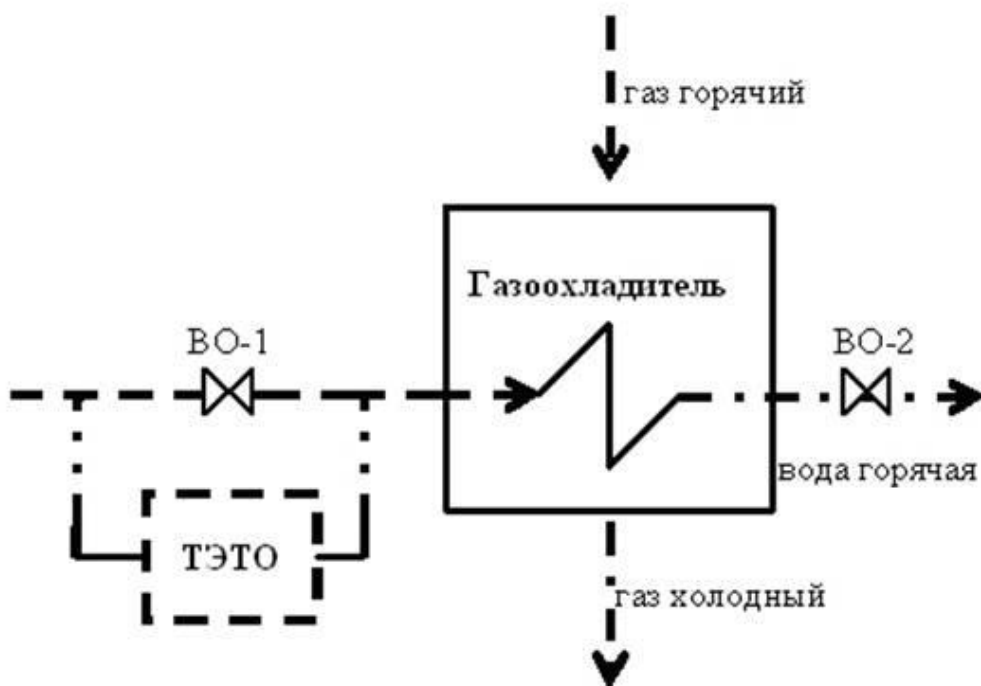 газ горячий
Газоохладитель
ВО-1
ВО-2
вода горячая
ТЭТО
газ холодный